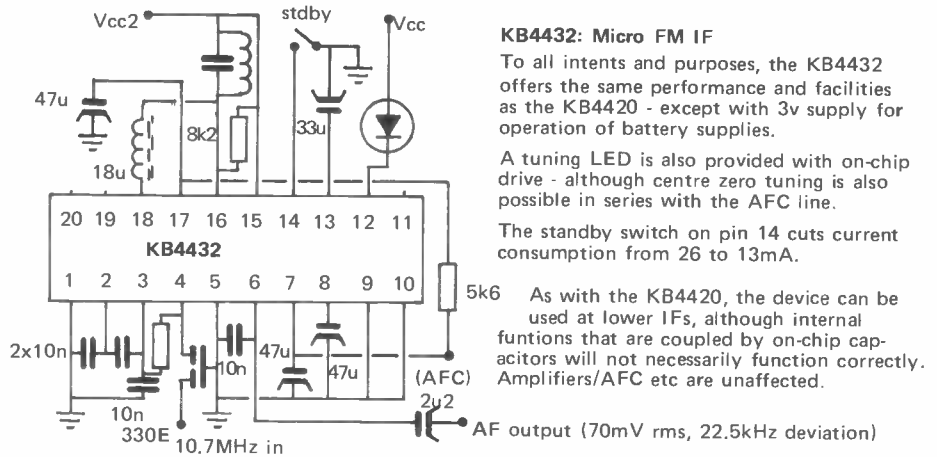 Vcc2
stdby
Vcc
47u
8k2
33u
18u
20 19 18 17 16 15 14 13 12 11
KB4432
1 2 3 4 5 6 7 8 9 10
5k6
2x10n
10n
47u
47u
(AFC)
10n
2u2
330E
10,7MHz in
AF output (70mV rms, 22.5kHz deviation)
KB4432: Micro FM IF
To all intents and purposes, the KB4432
offers the same performance and facilities
as the KB4420 - except with 3v supply for
operation of battery supplies.
A tuning LED is also provided with on-chip
drive - although centre zero tuning is also
possible in series with the AFC line.
The standby switch on pin 14 cuts current
consumption from 26 to 13mA.
As with the KB4420, the device can be
used at lower IFs, although internal
funtions that are coupled by on-chip cap-
acitors will not necessarily function correctly.
Amplifiers/AFC etc are unaffected.